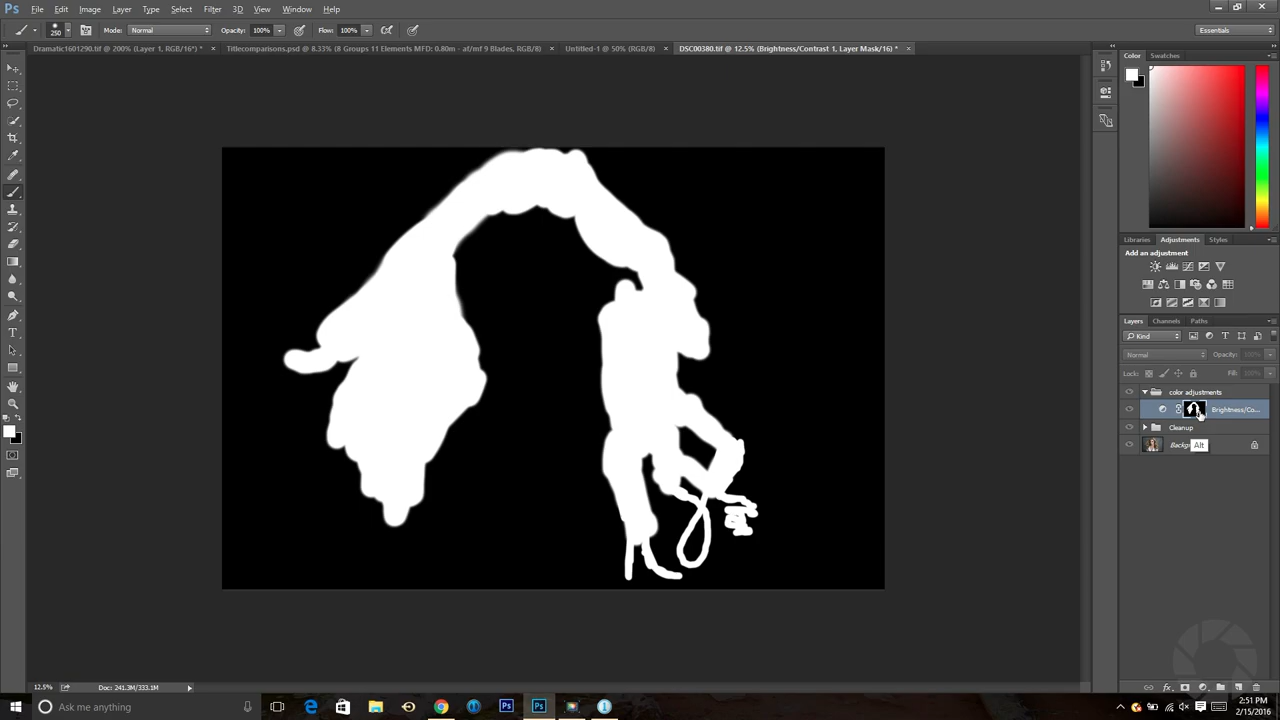 Ps File Edit Image Layer Type Select Filter 3D View Window Help
250 Mode: Normal Opacity: 100% Flow: 100% Essentials
Dramatic1601290.tif @ 200% (Layer 1, RGB/16*) * × Titlecomparisons.psd @ 8.33% (8 Groups 11 Elements MFD: 0.80m - af/mf 9 Blades, RGB/8) × Untitled-1 @ 50% (RGB/8) × DSC00380.tif @ 12.5% (Brightness/Contrast 1, Layer Mask/16) * ×
Color Swatches
Libraries Adjustments Styles
Add an adjustment
Layers Channels Paths
Kind
Normal Opacity: 100%
Lock: Fill: 100%
color adjustments
Brightness/Co...
Cleanup
Alt
12.5% Doc: 241.3M/333.1M
Ask me anything
2:51 PM
2/15/2016